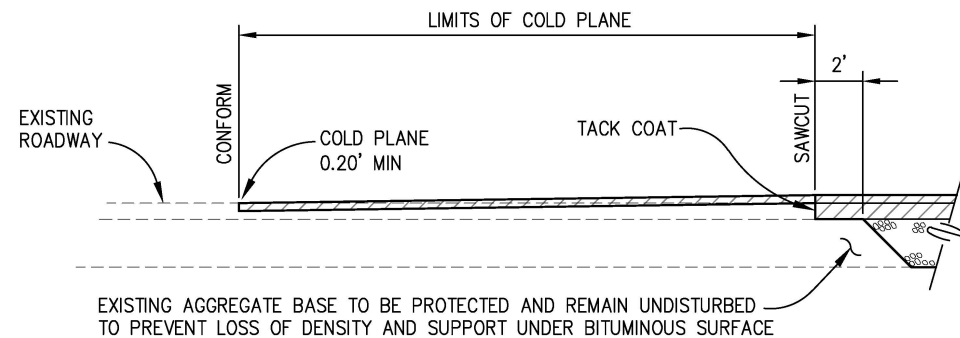 LIMITS OF COLD PLANE
2'
EXISTING
ROADWAY
CONFORM
COLD PLANE
0.20' MIN
TACK COAT
SAWCUT
EXISTING AGGREGATE BASE TO BE PROTECTED AND REMAIN UNDISTURBED
TO PREVENT LOSS OF DENSITY AND SUPPORT UNDER BITUMINOUS SURFACE